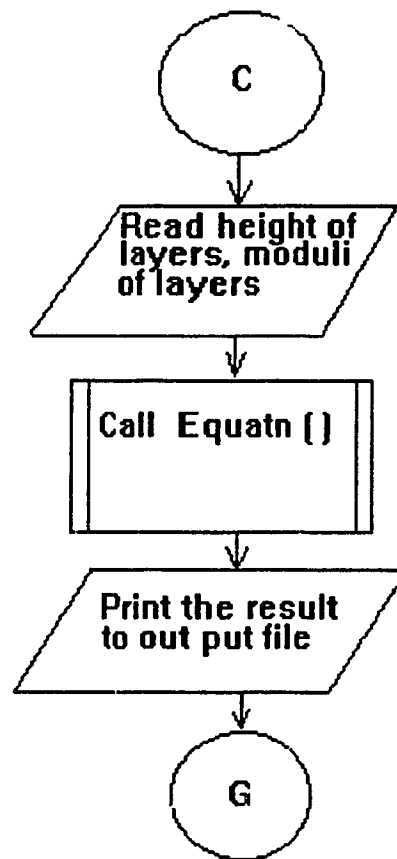 C
Read height of
layers, moduli
of layers
Call Equatn ()
Print the result
to out put file
G